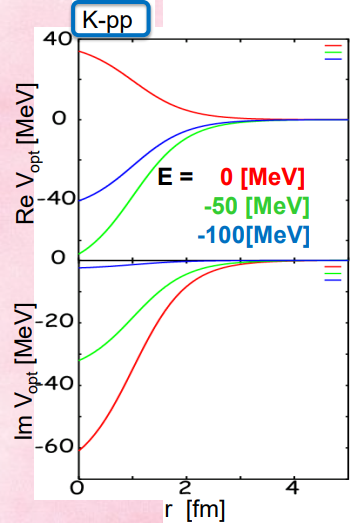 K-pp
40
0
-40
0
Re V_opt [MeV]
E = 0 [MeV]
-50 [MeV]
-100[MeV]
-20
-40
-60
Im V_opt [MeV]
0
2
4
r [fm]